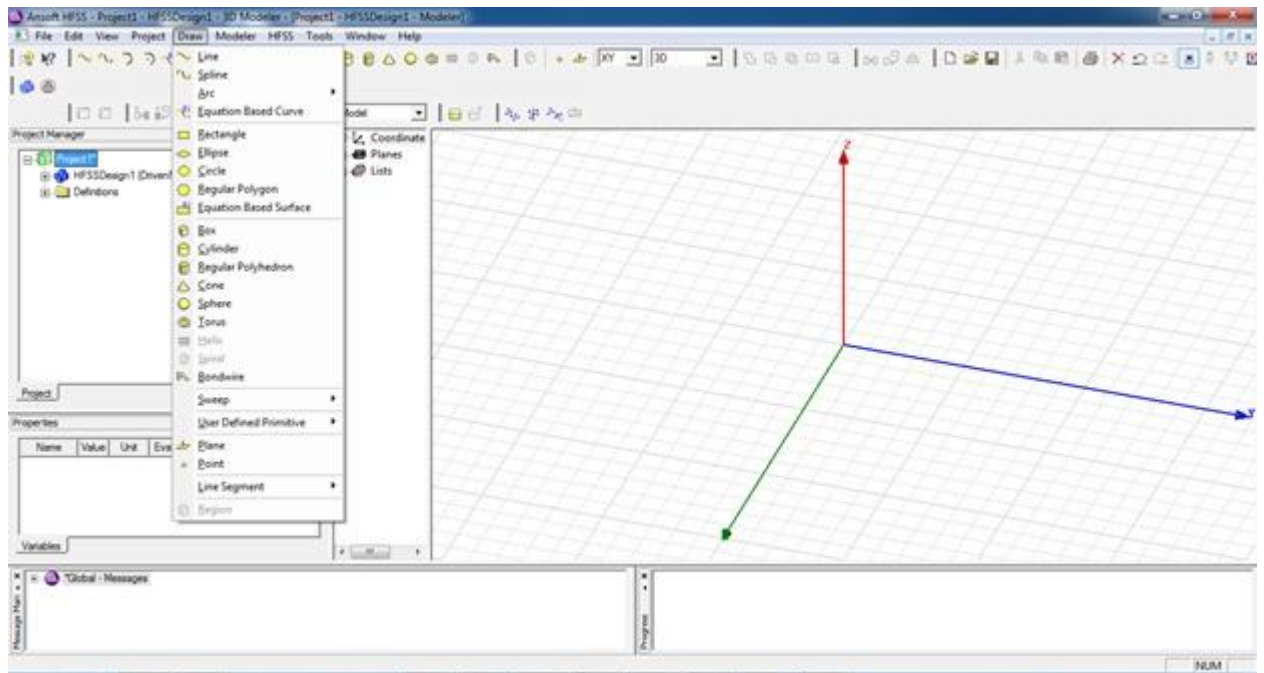 Ansoft HFSS - Project1 - HFSSDesign1 - 3D Modeler - [Project1 - HFSSDesign1 - Modeler]
File Edit View Project Draw Modeler HFSS Tools Window Help
XY 3D
Model
Project Manager
Project1*
HFSSDesign1 (Driven
Definitions
Project
Properties
Name Value Unit Eva
Variables
Line
Spline
Arc
Equation Based Curve
Rectangle
Ellipse
Circle
Regular Polygon
Equation Based Surface
Box
Cylinder
Regular Polyhedron
Cone
Sphere
Torus
Helix
Spiral
Bondwire
Sweep
User Defined Primitive
Plane
Point
Line Segment
Region
Coordinate
Planes
Lists
Z
Y
Message Man
*Global - Messages
Progress
NUM